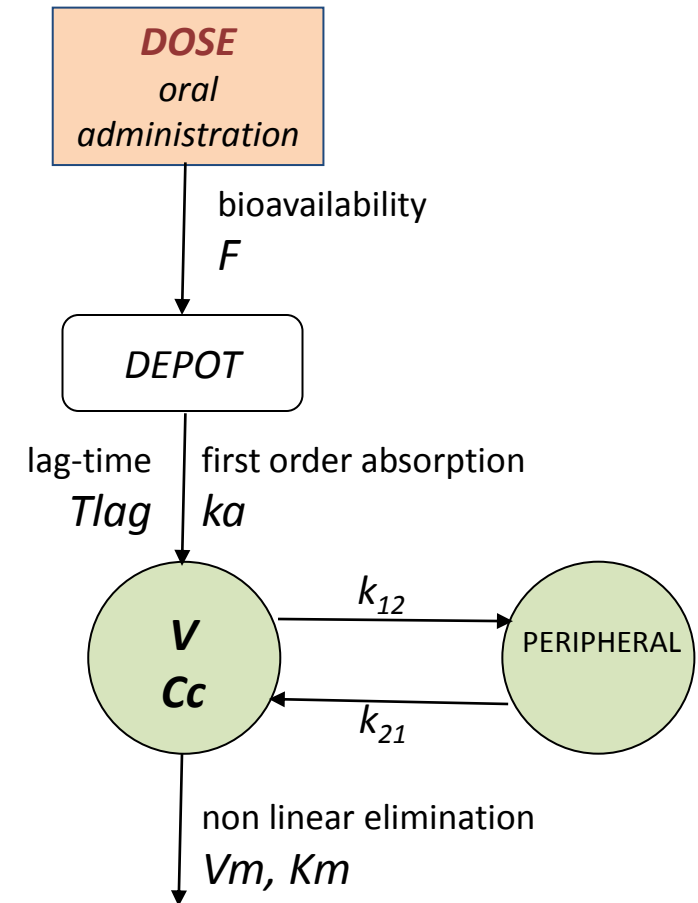 DOSE
oral
administration
bioavailability
F
DEPOT
lag-time first order absorption
Tlag ka
k12
V
Cc
PERIPHERAL
k21
non linear elimination
Vm, Km